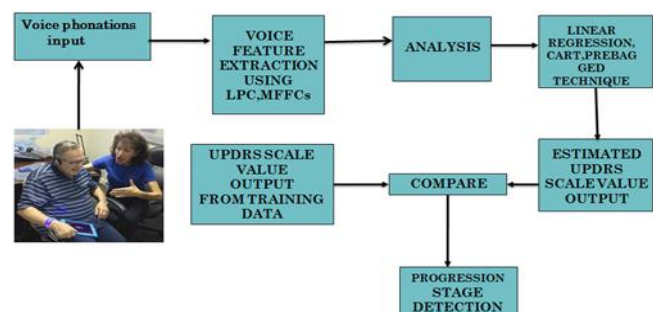 Voice phonations
input
VOICE
FEATURE
EXTRACTION
USING
LPC,MFFCs
ANALYSIS
LINEAR
REGRESSION,
CART,PREBAG
GED
TECHNIQUE
UPDRS SCALE
VALUE
OUTPUT
FROM TRAINING
DATA
COMPARE
ESTIMATED
UPDRS
SCALE VALUE
OUTPUT
PROGRESSION
STAGE
DETECTION